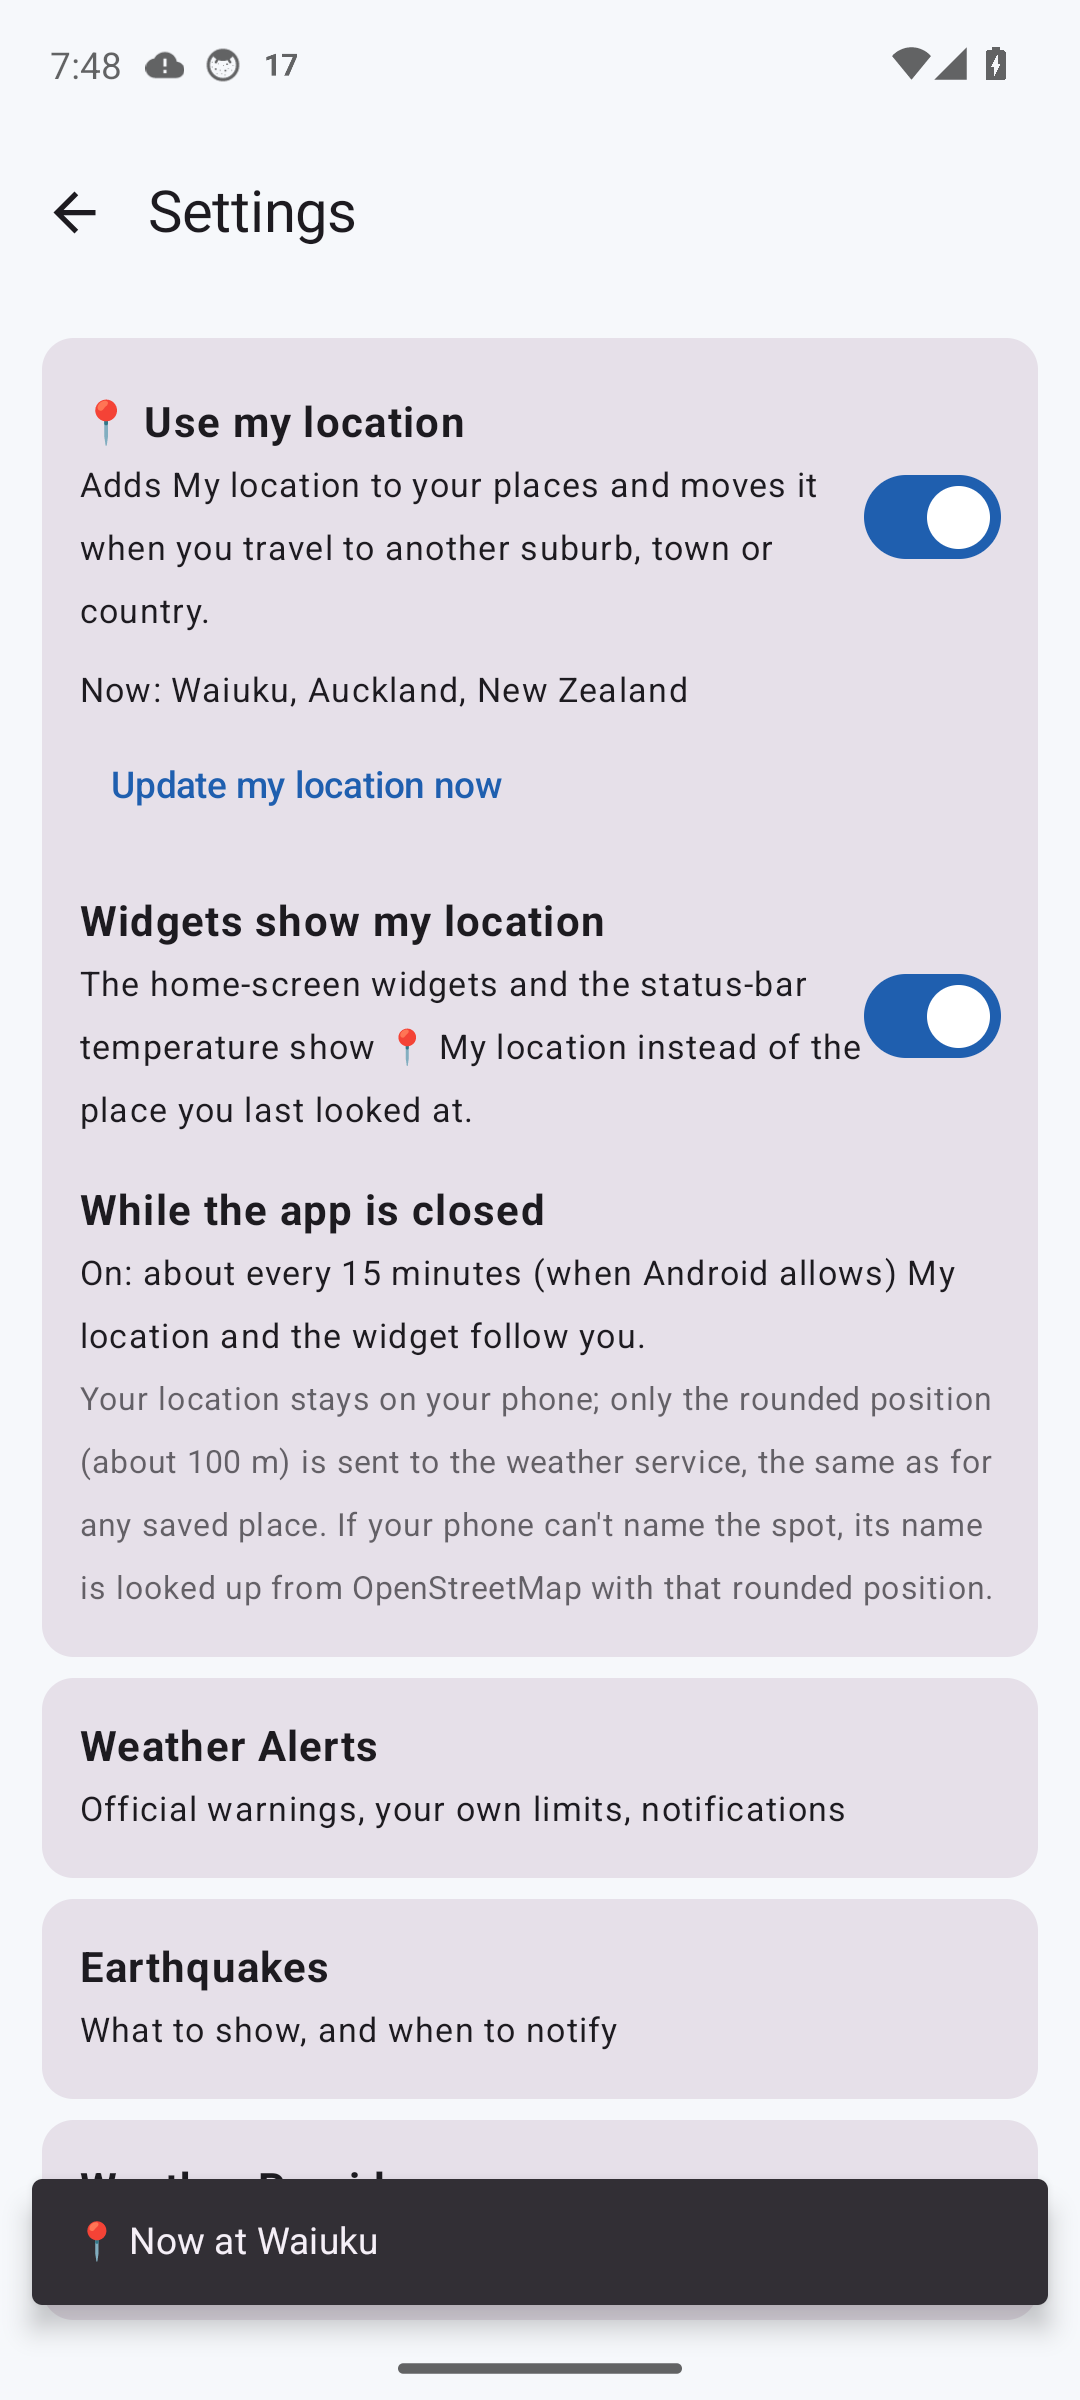 7:48 17
Settings
📍 Use my location
Adds My location to your places and moves it
when you travel to another suburb, town or
country.
Now: Waiuku, Auckland, New Zealand
Update my location now
Widgets show my location
The home-screen widgets and the status-bar
temperature show 📍 My location instead of the
place you last looked at.
While the app is closed
On: about every 15 minutes (when Android allows) My
location and the widget follow you.
Your location stays on your phone; only the rounded position
(about 100 m) is sent to the weather service, the same as for
any saved place. If your phone can't name the spot, its name
is looked up from OpenStreetMap with that rounded position.
Weather Alerts
Official warnings, your own limits, notifications
Earthquakes
What to show, and when to notify
📍 Now at Waiuku